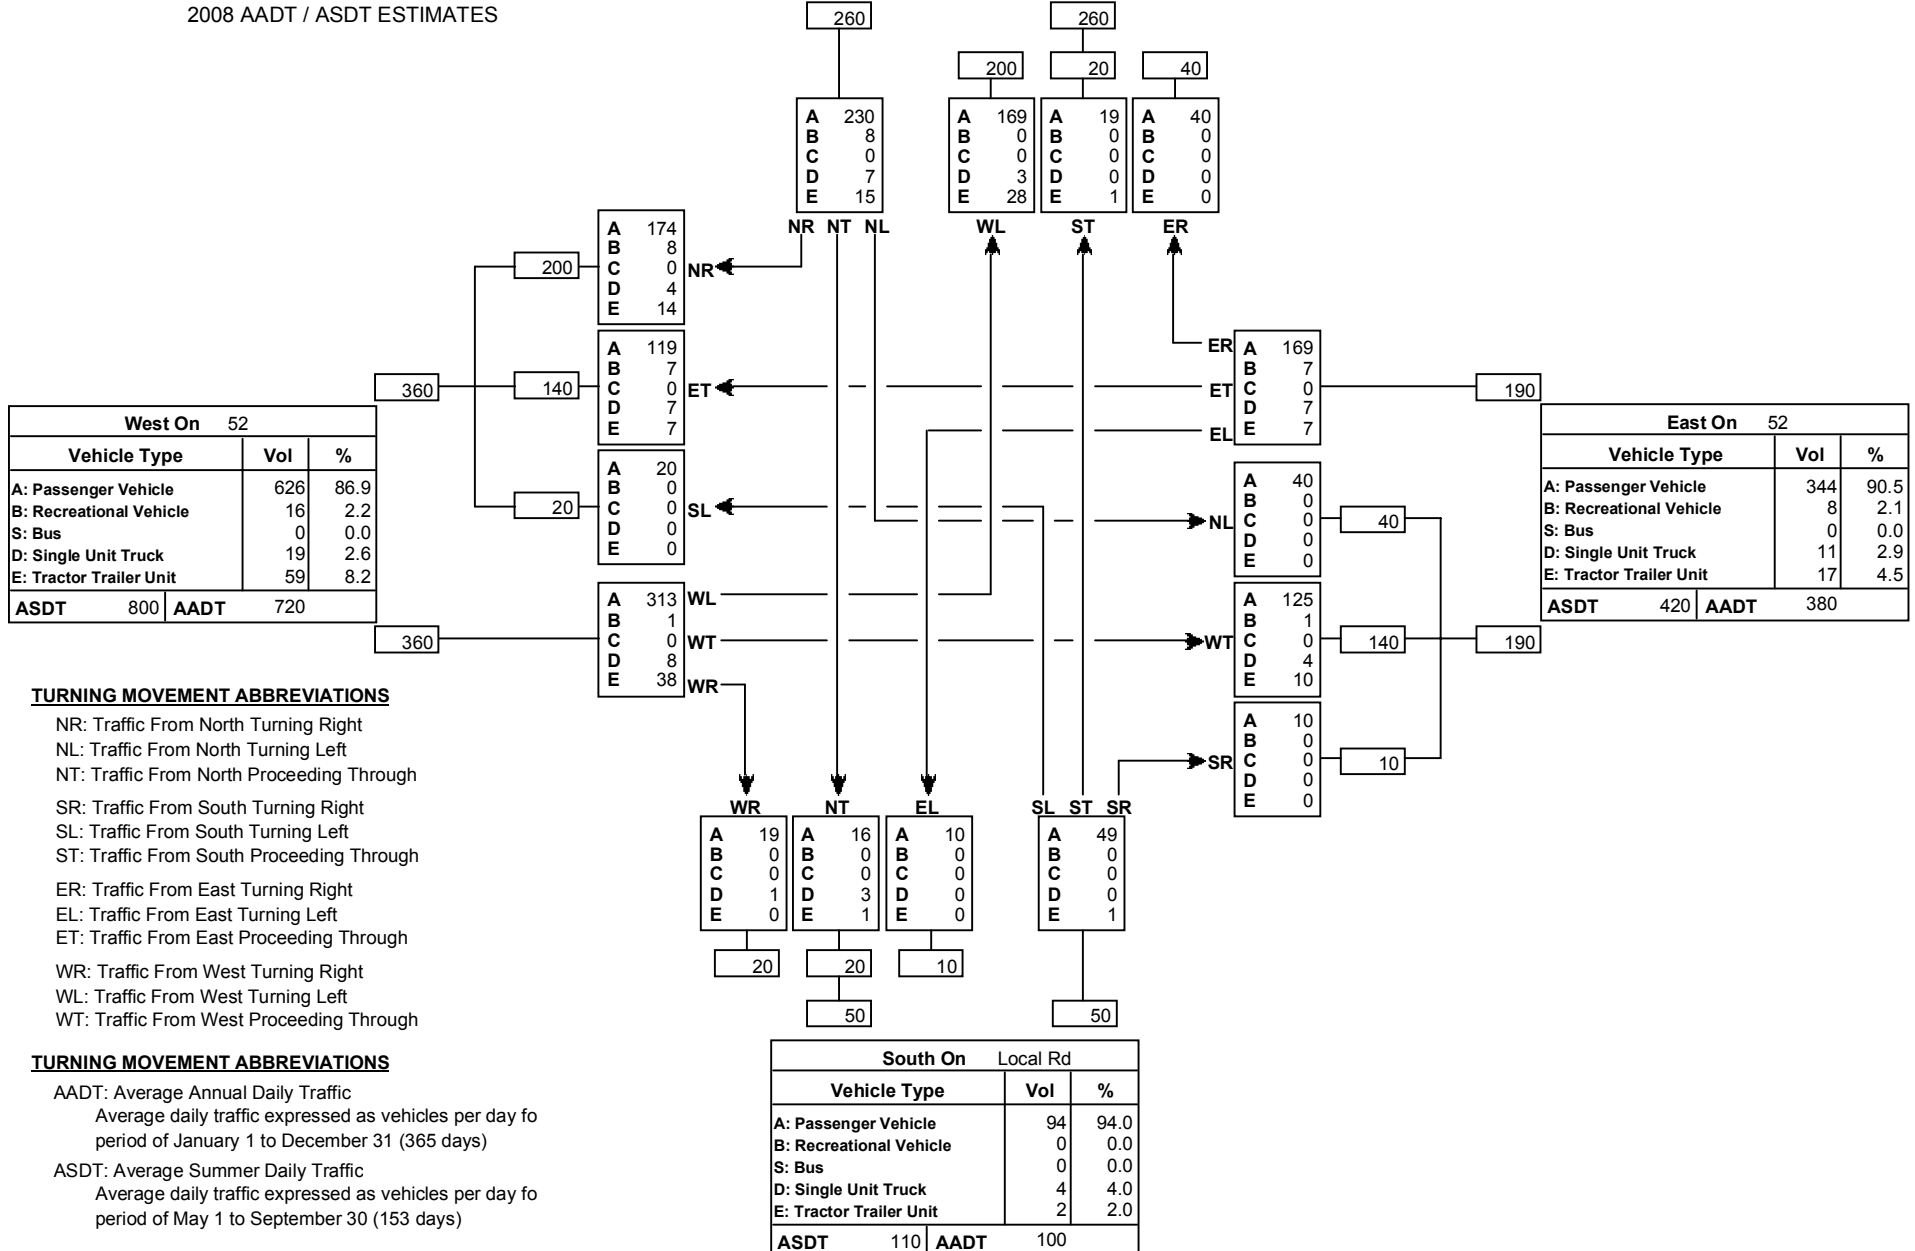 2008 AADT / ASDT ESTIMATES
260
260
200
20
40
A 230
B 8
C 0
D 7
E 15
A 169
B 0
C 0
D 3
E 28
A 19
B 0
C 0
D 0
E 1
A 40
B 0
C 0
D 0
E 0
NR NT NL
WL
ST
ER
200
A 174
B 8
C 0
D 4
E 14
NR
360
140
A 119
B 7
C 0
D 7
E 7
ET
20
A 20
B 0
C 0
D 0
E 0
SL
ER
ET
EL
A 169
B 7
C 0
D 7
E 7
190
West On 52
Vehicle Type Vol %
A: Passenger Vehicle 626 86.9
B: Recreational Vehicle 16 2.2
S: Bus 0 0.0
D: Single Unit Truck 19 2.6
E: Tractor Trailer Unit 59 8.2
ASDT 800 AADT 720
East On 52
Vehicle Type Vol %
A: Passenger Vehicle 344 90.5
B: Recreational Vehicle 8 2.1
S: Bus 0 0.0
D: Single Unit Truck 11 2.9
E: Tractor Trailer Unit 17 4.5
ASDT 420 AADT 380
NL
A 40
B 0
C 0
D 0
E 0
40
360
A 313
B 1
C 0
D 8
E 38
WL
WT
WR
WT
A 125
B 1
C 0
D 4
E 10
140
190
SR
A 10
B 0
C 0
D 0
E 0
10
TURNING MOVEMENT ABBREVIATIONS
NR: Traffic From North Turning Right
NL: Traffic From North Turning Left
NT: Traffic From North Proceeding Through
SR: Traffic From South Turning Right
SL: Traffic From South Turning Left
ST: Traffic From South Proceeding Through
ER: Traffic From East Turning Right
EL: Traffic From East Turning Left
ET: Traffic From East Proceeding Through
WR: Traffic From West Turning Right
WL: Traffic From West Turning Left
WT: Traffic From West Proceeding Through
WR
NT
EL
SL ST SR
A 19
B 0
C 0
D 1
E 0
A 16
B 0
C 0
D 3
E 1
A 10
B 0
C 0
D 0
E 0
A 49
B 0
C 0
D 0
E 1
20
20
10
50
50
TURNING MOVEMENT ABBREVIATIONS
AADT: Average Annual Daily Traffic
Average daily traffic expressed as vehicles per day fo
period of January 1 to December 31 (365 days)
ASDT: Average Summer Daily Traffic
Average daily traffic expressed as vehicles per day fo
period of May 1 to September 30 (153 days)
South On Local Rd
Vehicle Type Vol %
A: Passenger Vehicle 94 94.0
B: Recreational Vehicle 0 0.0
S: Bus 0 0.0
D: Single Unit Truck 4 4.0
E: Tractor Trailer Unit 2 2.0
ASDT 110 AADT 100